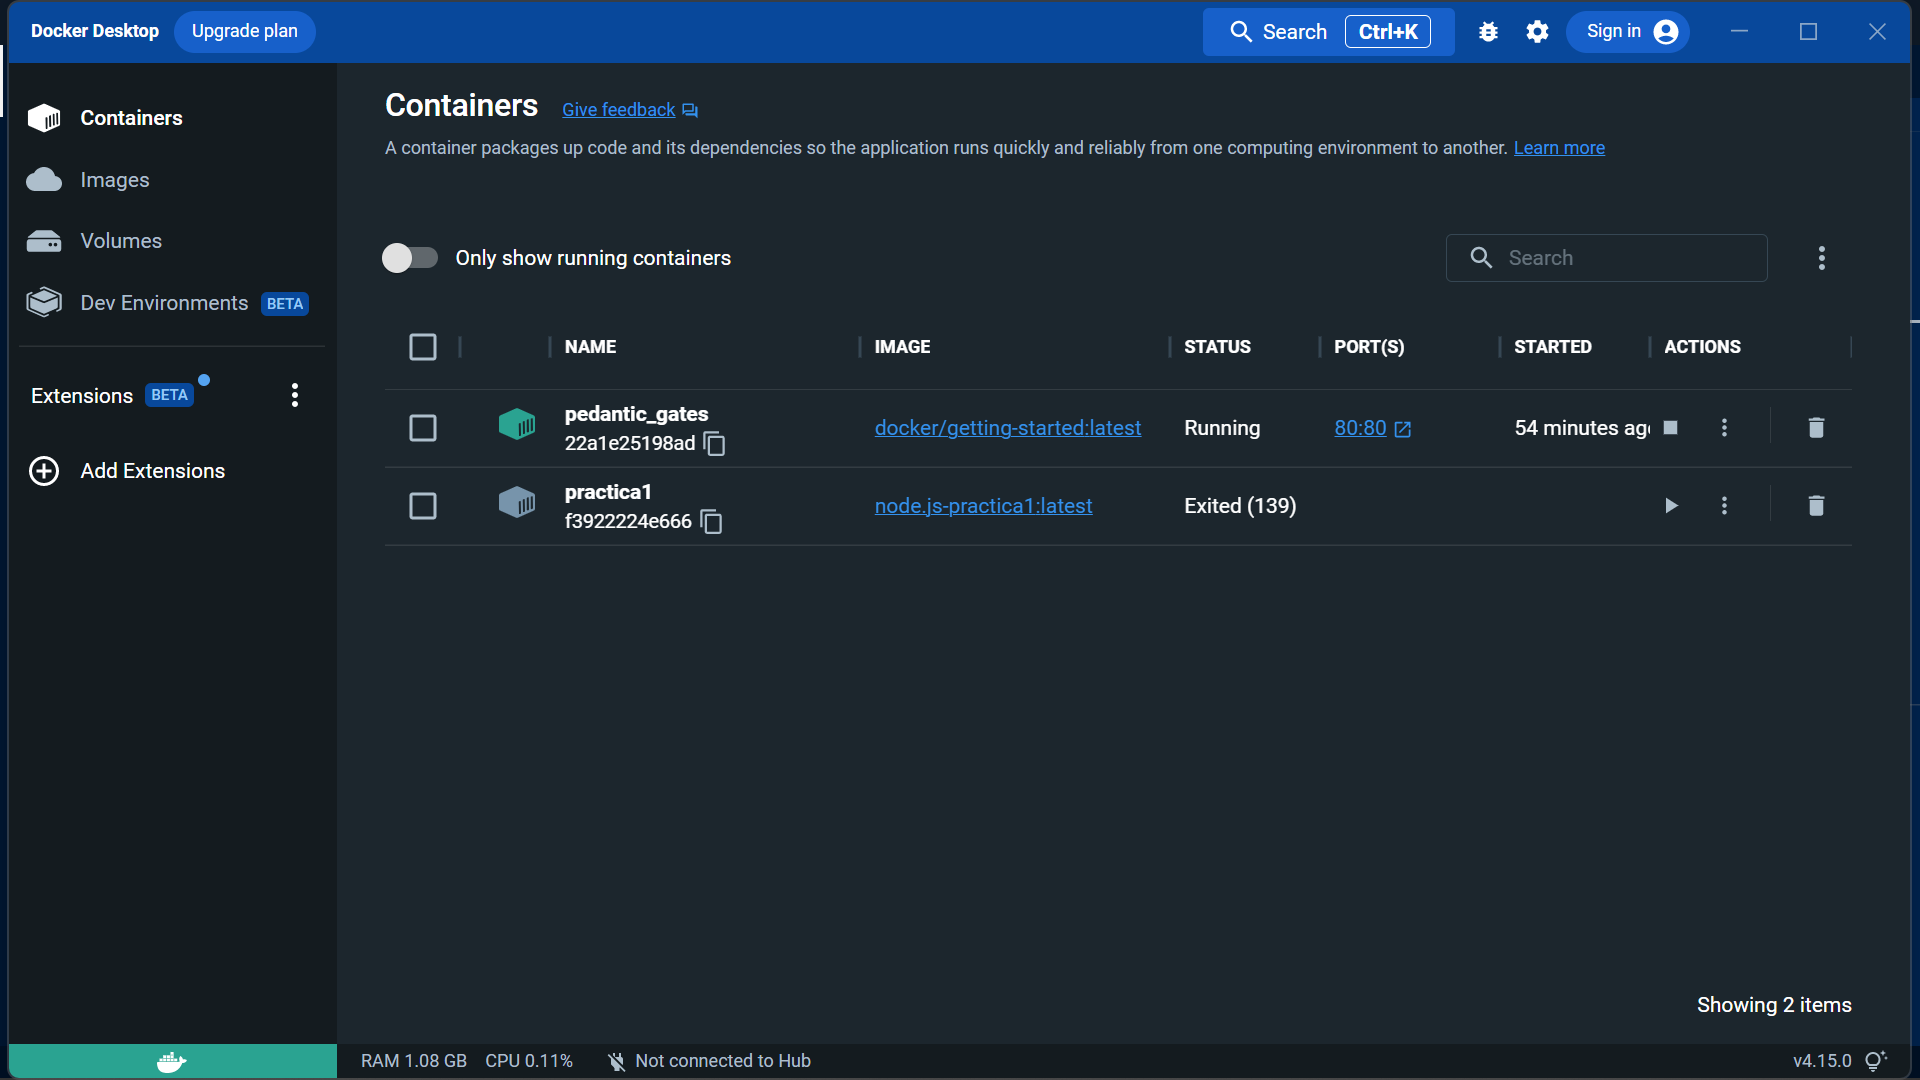 Docker Desktop Upgrade plan Search Ctrl+K Sign in
Containers
Images
Volumes
Dev Environments BETA
Extensions BETA
Add Extensions
Containers Give feedback
A container packages up code and its dependencies so the application runs quickly and reliably from one computing environment to another. Learn more
Only show running containers Search
NAME IMAGE STATUS PORT(S) STARTED ACTIONS
pedantic_gates
22a1e25198ad docker/getting-started:latest Running 80:80 54 minutes ag
practica1
f3922224e666 node.js-practica1:latest Exited (139)
Showing 2 items
RAM 1.08 GB CPU 0.11% Not connected to Hub v4.15.0